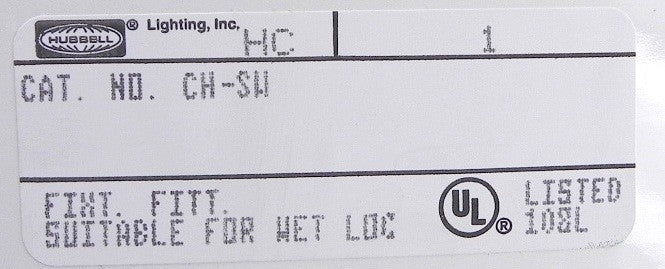 HUBBELL® Lighting, Inc. HC 1
CAT. NO. CH-SW
FIXT. FITT. UL® LISTED
SUITABLE FOR WET LOC 108L